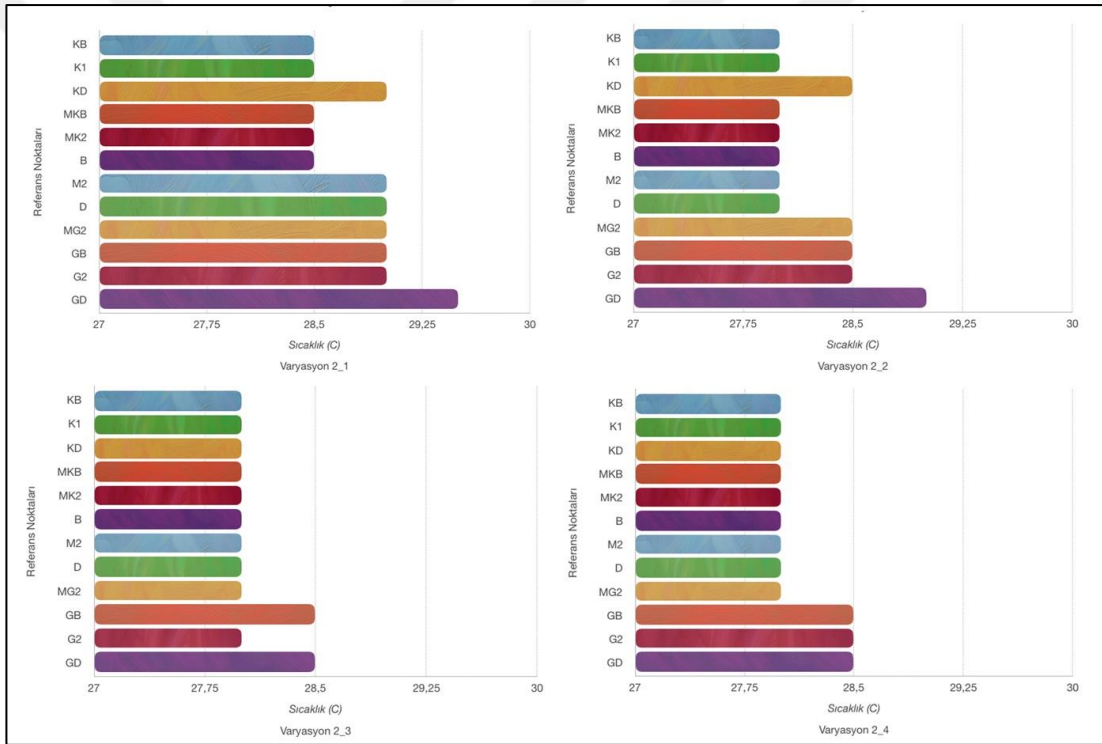 Referans Noktaları
KB
K1
KD
MKB
MK2
B
M2
D
MG2
GB
G2
GD
27 27,75 28,5 29,25 30
Sıcaklık (C)
Varyasyon 2_1
Referans Noktaları
KB
K1
KD
MKB
MK2
B
M2
D
MG2
GB
G2
GD
27 27,75 28,5 29,25 30
Sıcaklık (C)
Varyasyon 2_2
Referans Noktaları
KB
K1
KD
MKB
MK2
B
M2
D
MG2
GB
G2
GD
27 27,75 28,5 29,25 30
Sıcaklık (C)
Varyasyon 2_3
Referans Noktaları
KB
K1
KD
MKB
MK2
B
M2
D
MG2
GB
G2
GD
27 27,75 28,5 29,25 30
Sıcaklık (C)
Varyasyon 2_4